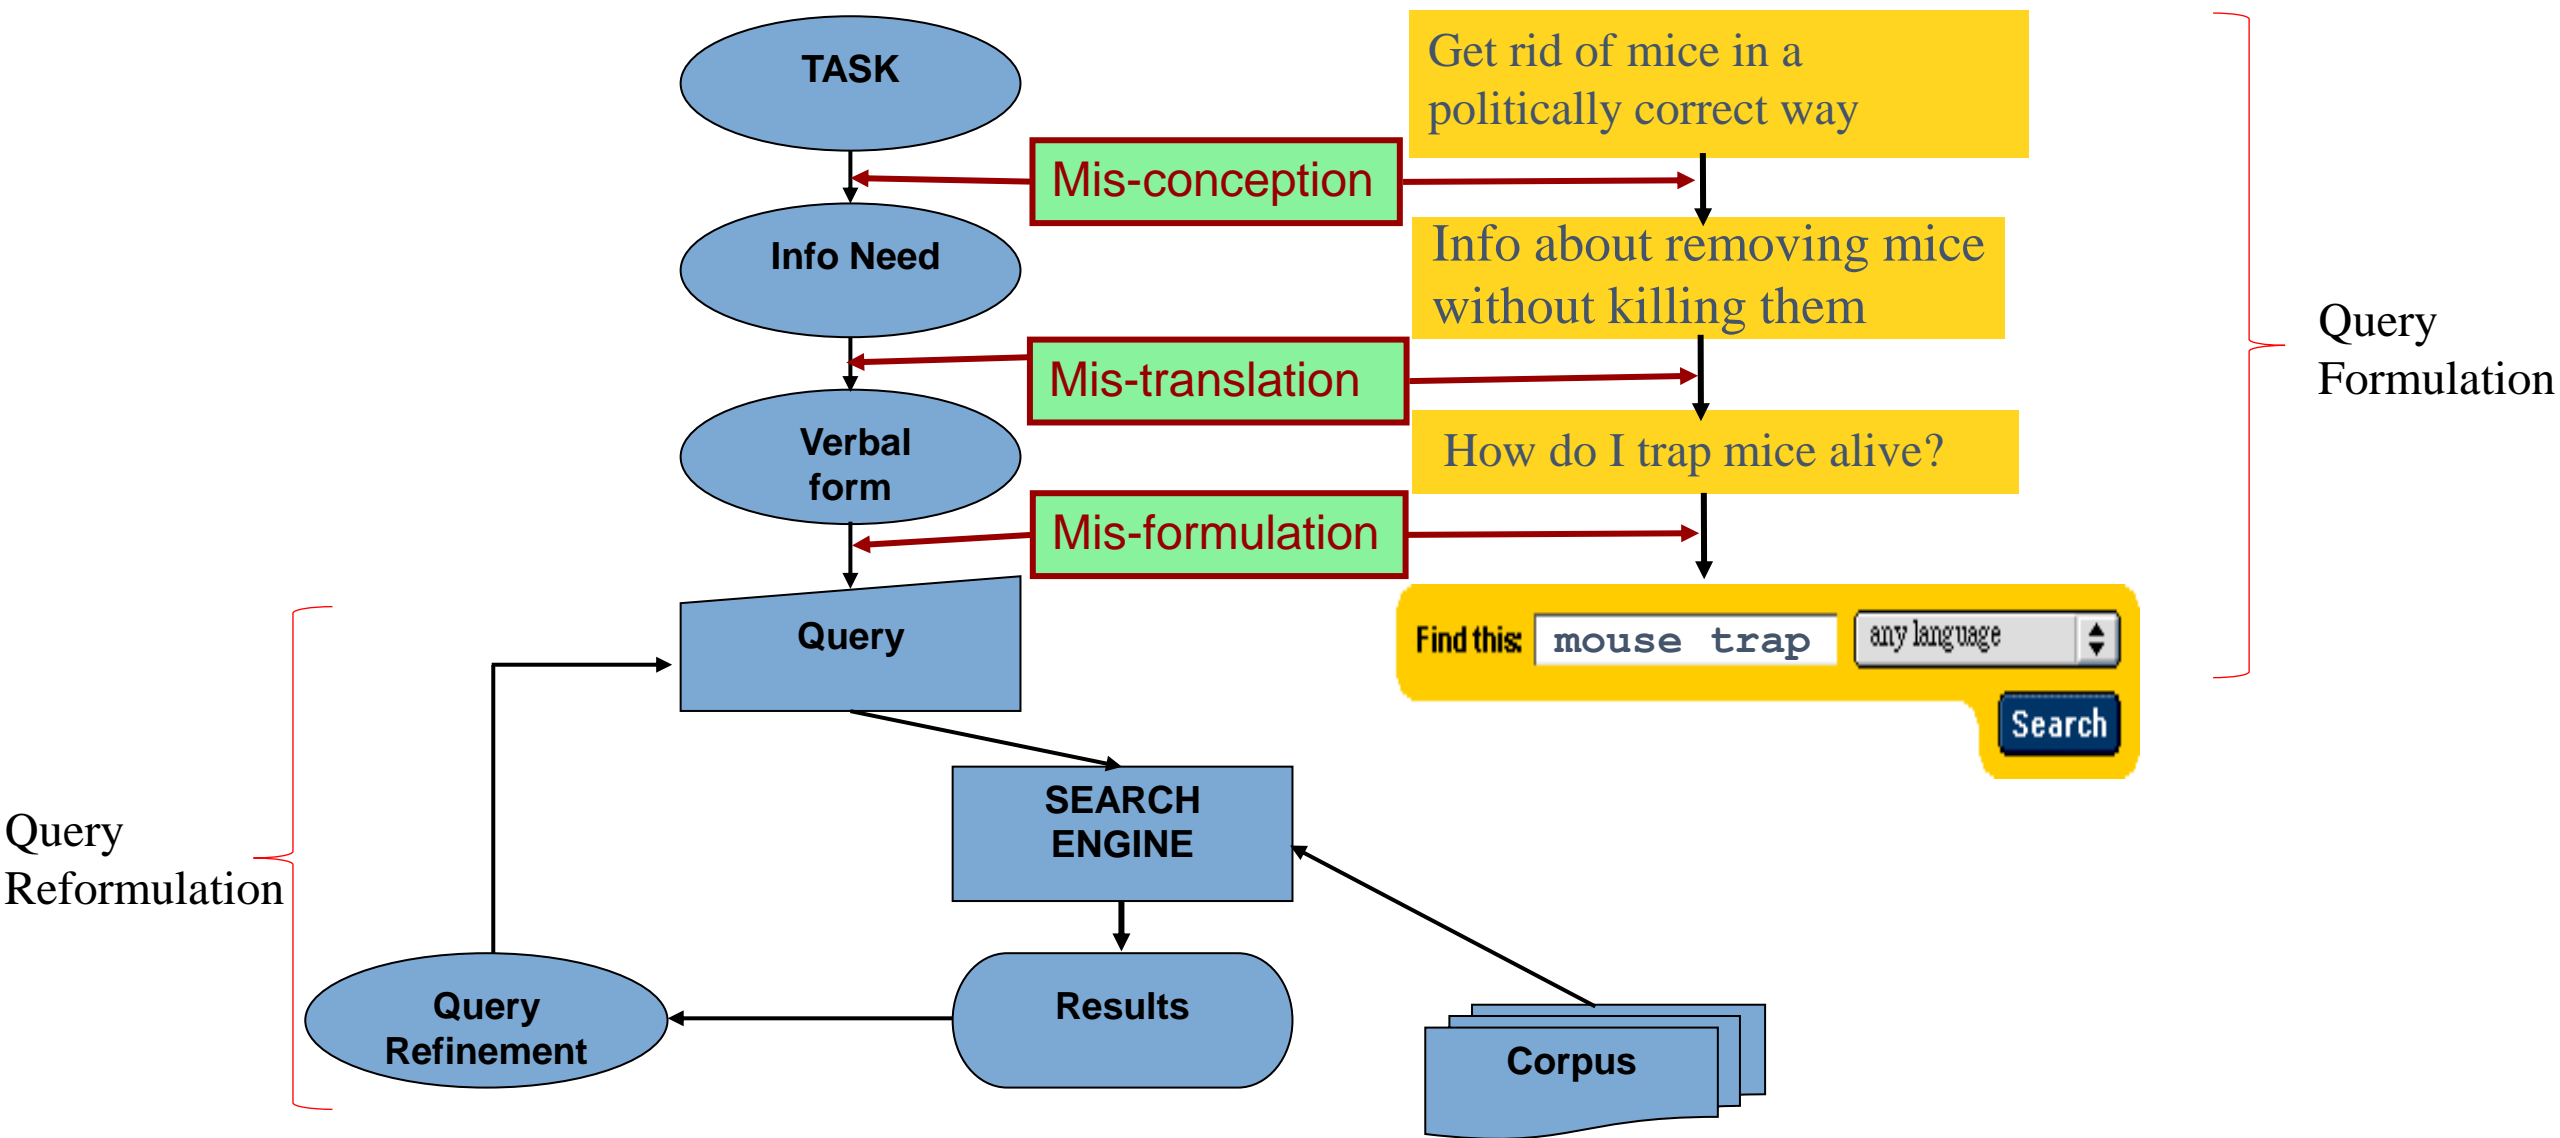 TASK
Get rid of mice in a
politically correct way
Mis-conception
Info Need
Info about removing mice
without killing them
Query
Formulation
Mis-translation
Verbal
form
How do I trap mice alive?
Mis-formulation
Query
Find this:
mouse trap
any language
Search
SEARCH
ENGINE
Query
Reformulation
Results
Query
Refinement
Corpus